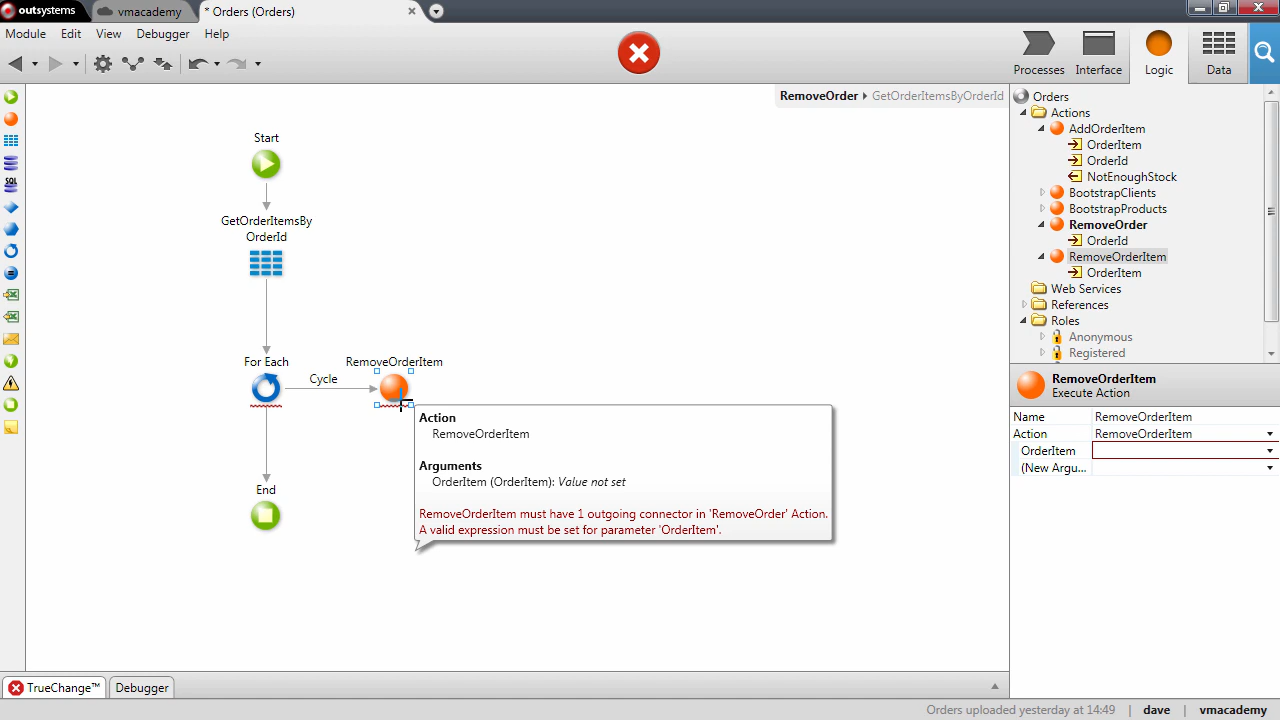 outsystems
vmacademy
* Orders (Orders)
Module
Edit
View
Debugger
Help
Processes
Interface
Logic
Data
RemoveOrder
GetOrderItemsByOrderId
SQL
Start
GetOrderItemsBy
OrderId
For Each
Cycle
RemoveOrderItem
End
Action
RemoveOrderItem
Arguments
OrderItem (OrderItem): Value not set
RemoveOrderItem must have 1 outgoing connector in 'RemoveOrder' Action.
A valid expression must be set for parameter 'OrderItem'.
Orders
Actions
AddOrderItem
OrderItem
OrderId
NotEnoughStock
BootstrapClients
BootstrapProducts
RemoveOrder
OrderId
RemoveOrderItem
OrderItem
Web Services
References
Roles
Anonymous
Registered
RemoveOrderItem
Execute Action
Name RemoveOrderItem
Action RemoveOrderItem
OrderItem
(New Argu...
TrueChange™
Debugger
Orders uploaded yesterday at 14:49 | dave | vmacademy